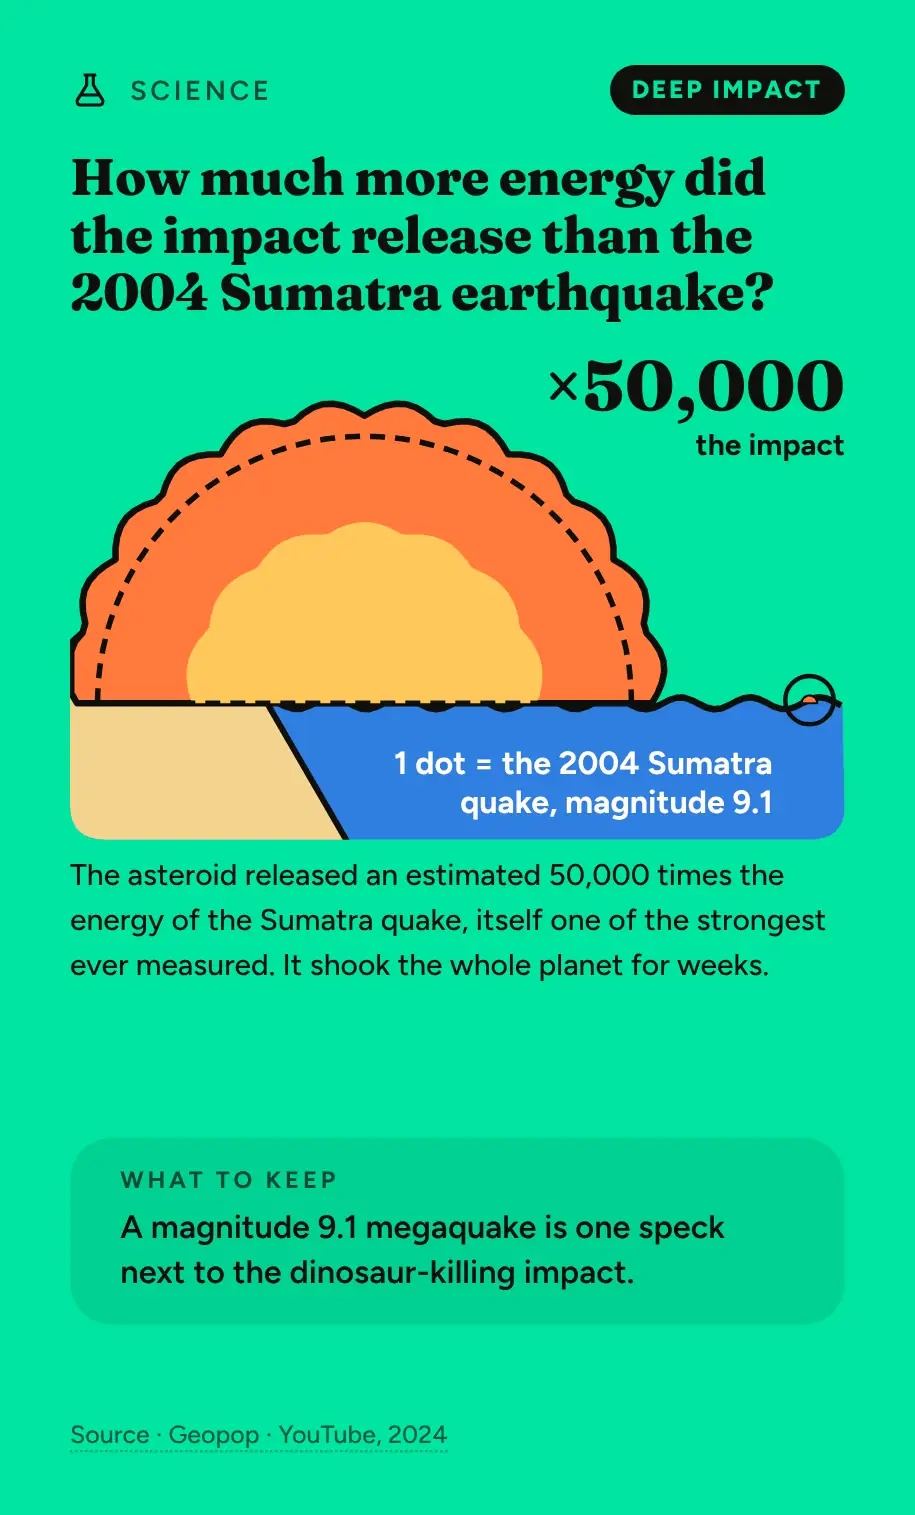 SCIENCE
DEEP IMPACT
How much more energy did
the impact release than the
2004 Sumatra earthquake?
×50,000
the impact
1 dot = the 2004 Sumatra
quake, magnitude 9.1
The asteroid released an estimated 50,000 times the
energy of the Sumatra quake, itself one of the strongest
ever measured. It shook the whole planet for weeks.
WHAT TO KEEP
A magnitude 9.1 megaquake is one speck
next to the dinosaur-killing impact.
Source · Geopop · YouTube, 2024